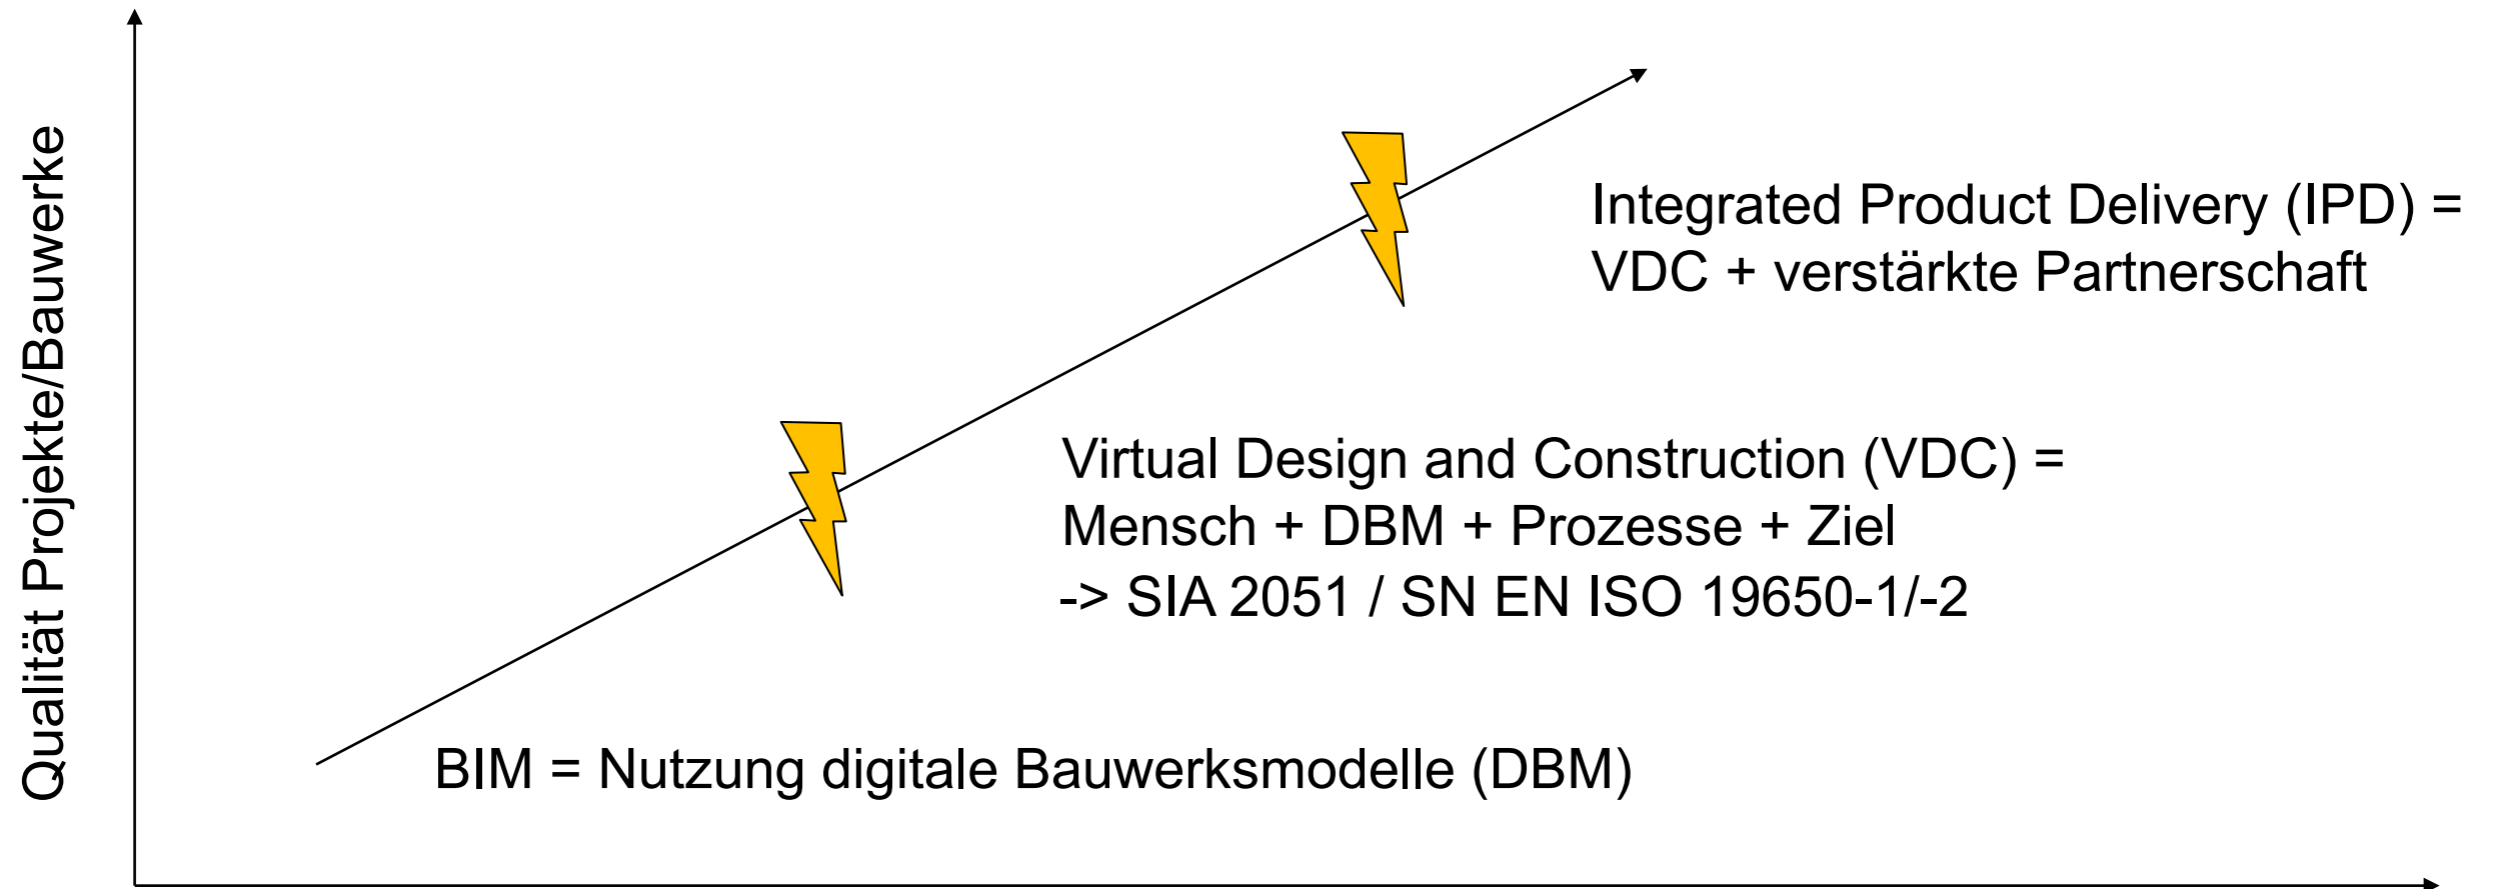 Qualität Projekte/Bauwerke
Integrated Product Delivery (IPD) =
VDC + verstärkte Partnerschaft
Virtual Design and Construction (VDC) =
Mensch + DBM + Prozesse + Ziel
-> SIA 2051 / SN EN ISO 19650-1/-2
BIM = Nutzung digitale Bauwerksmodelle (DBM)